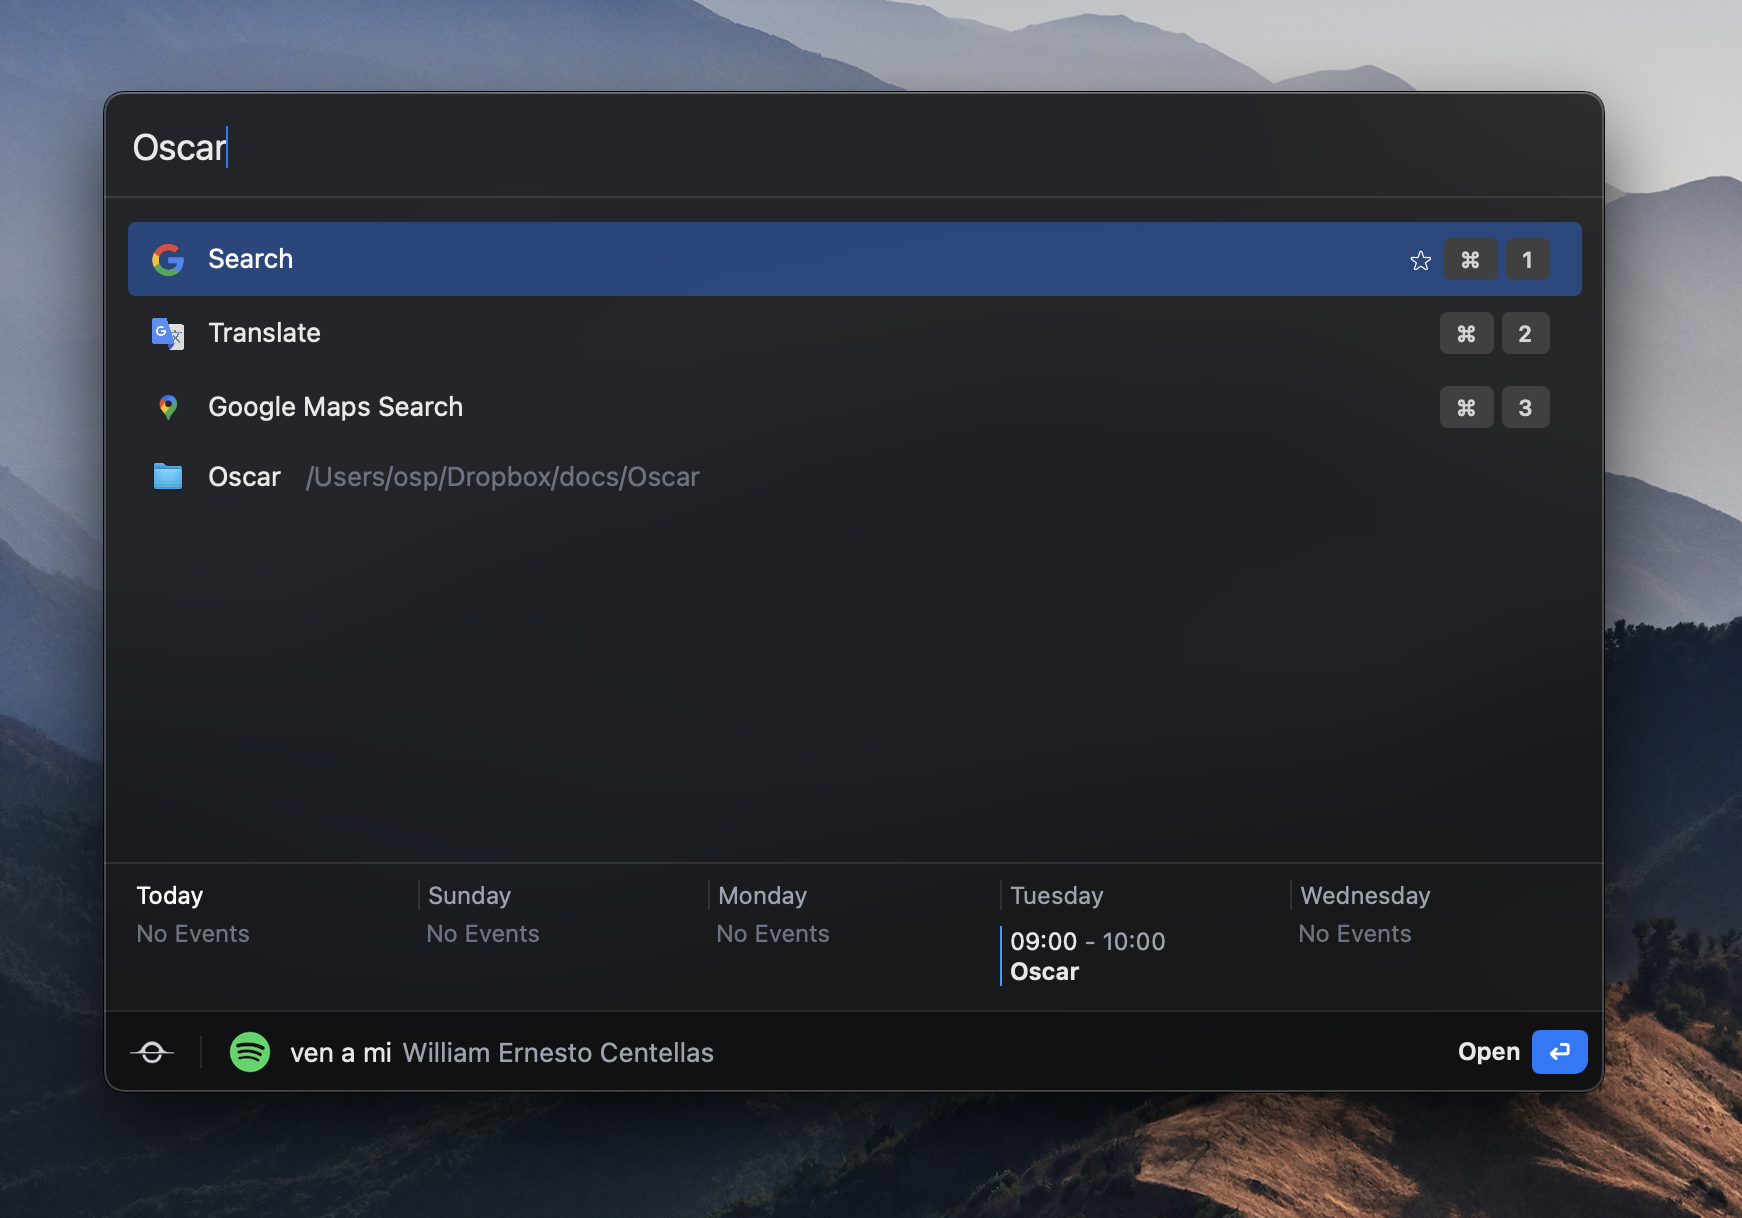 Oscar
Search ⌘ 1
Translate ⌘ 2
Google Maps Search ⌘ 3
Oscar /Users/osp/Dropbox/docs/Oscar
Today Sunday Monday Tuesday Wednesday
No Events No Events No Events 09:00 - 10:00 No Events
Oscar
ven a mi William Ernesto Centellas Open